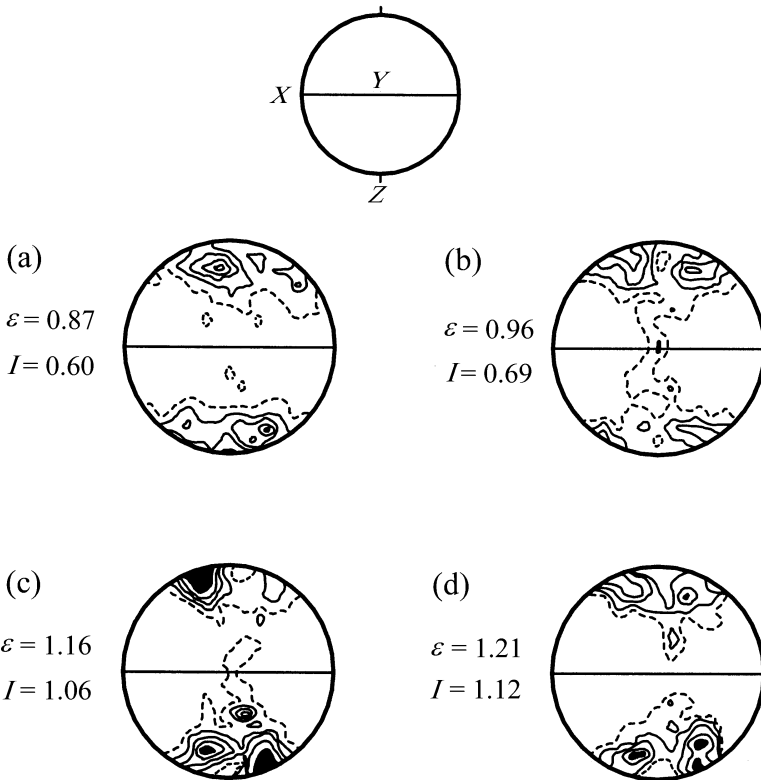 Y
X
Z
(a)
ε = 0.87
I = 0.60
(b)
ε = 0.96
I = 0.69
(c)
ε = 1.16
I = 1.06
(d)
ε = 1.21
I = 1.12